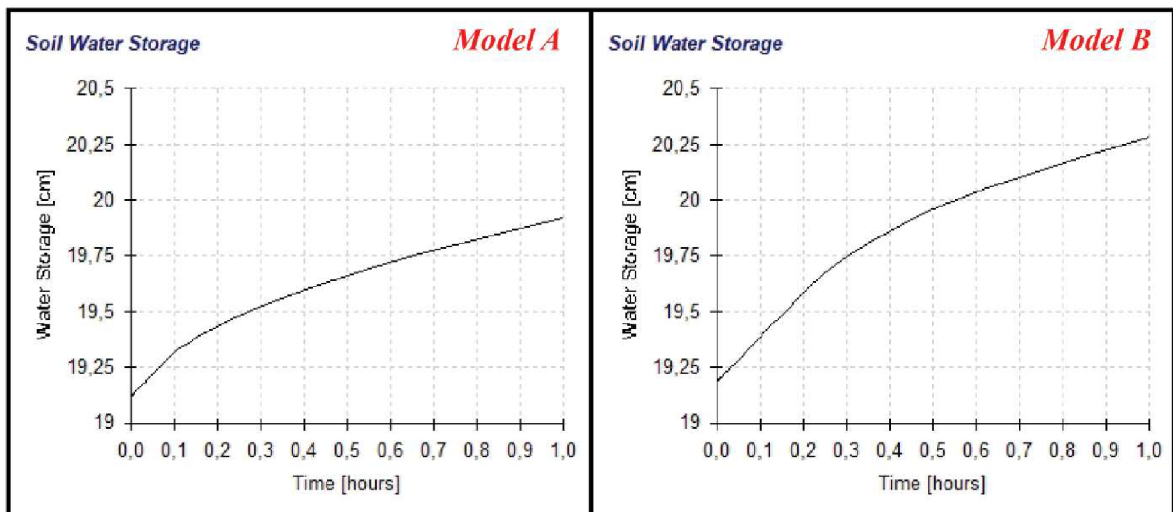 Soil Water Storage
Model A
20,5
20,25
20
19,75
19,5
19,25
19
Water Storage [cm]
0,0 0,1 0,2 0,3 0,4 0,5 0,6 0,7 0,8 0,9 1,0
Time [hours]
Soil Water Storage
Model B
20,5
20,25
20
19,75
19,5
19,25
19
Water Storage [cm]
0,0 0,1 0,2 0,3 0,4 0,5 0,6 0,7 0,8 0,9 1,0
Time [hours]